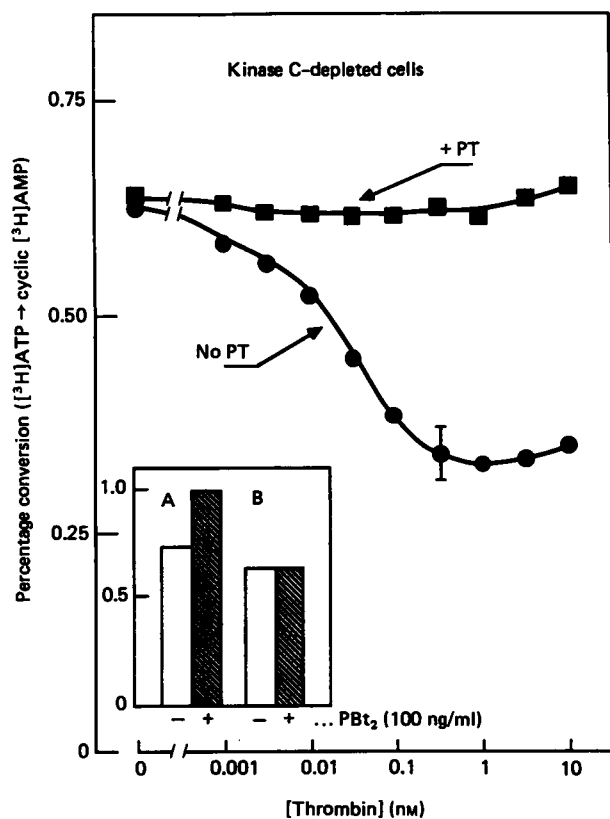 Kinase C-depleted cells
0.75
+ PT
Percentage conversion ([³H]ATP → cyclic [³H]AMP)
0.50
No PT
1.0
A
B
0.5
0.25
0
− + − + ... PBt₂ (100 ng/ml)
0
0 0.001 0.01 0.1 1 10
[Thrombin] (nM)